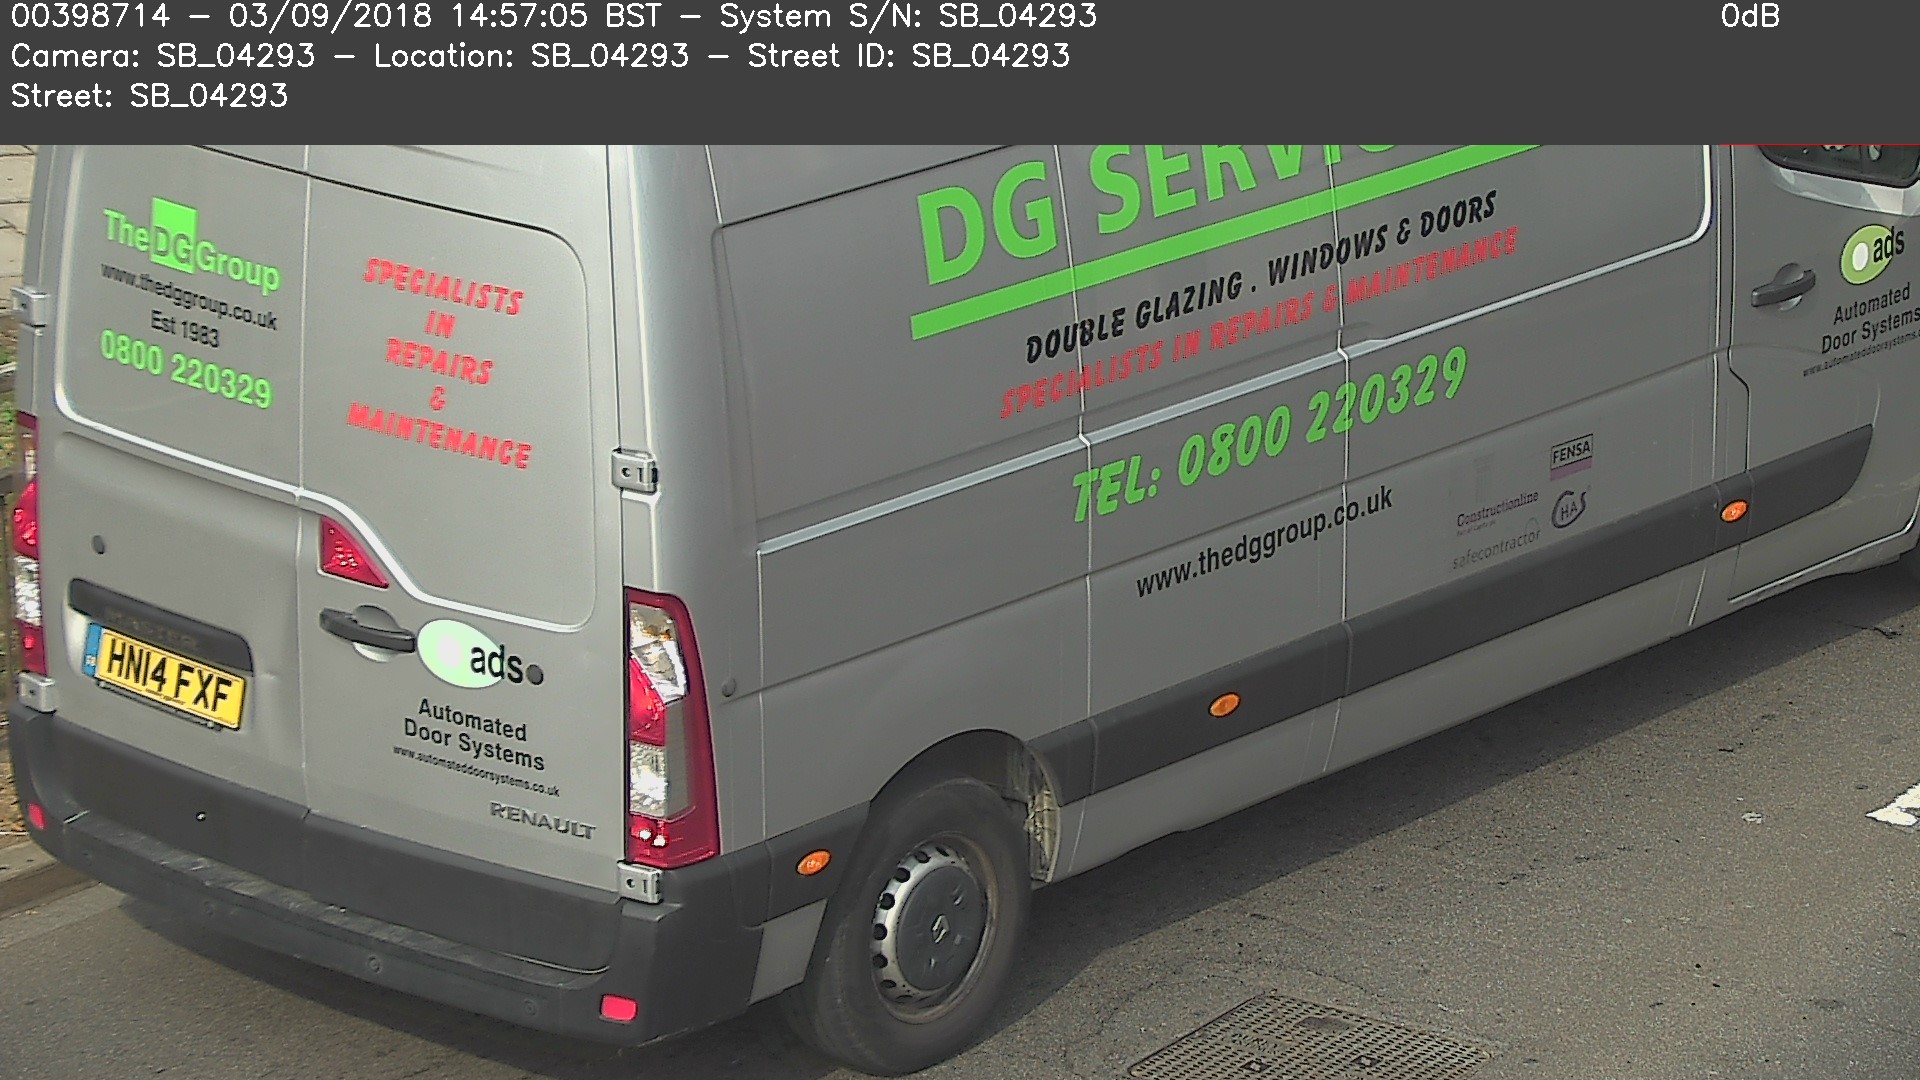 00398714 - 03/09/2018 14:57:05 BST - System S/N: SB_04293
0dB
Camera: SB_04293 - Location: SB_04293 - Street ID: SB_04293
Street: SB_04293
The DG Group
www.thedggroup.co.uk
Est 1983
0800 220329
SPECIALISTS
IN
REPAIRS
&
MAINTENANCE
HN14 FXF
ads
Automated
Door Systems
www.automateddoorsystems.co.uk
RENAULT
DG
DOUBLE GLAZING . WINDOWS & DOORS
SPECIALISTS IN REPAIRS & MAINTENANCE
TEL: 0800 220329
www.thedggroup.co.uk
FENSA
Constructionline
CHAS
safecontractor
ads
Automated
Door Systems